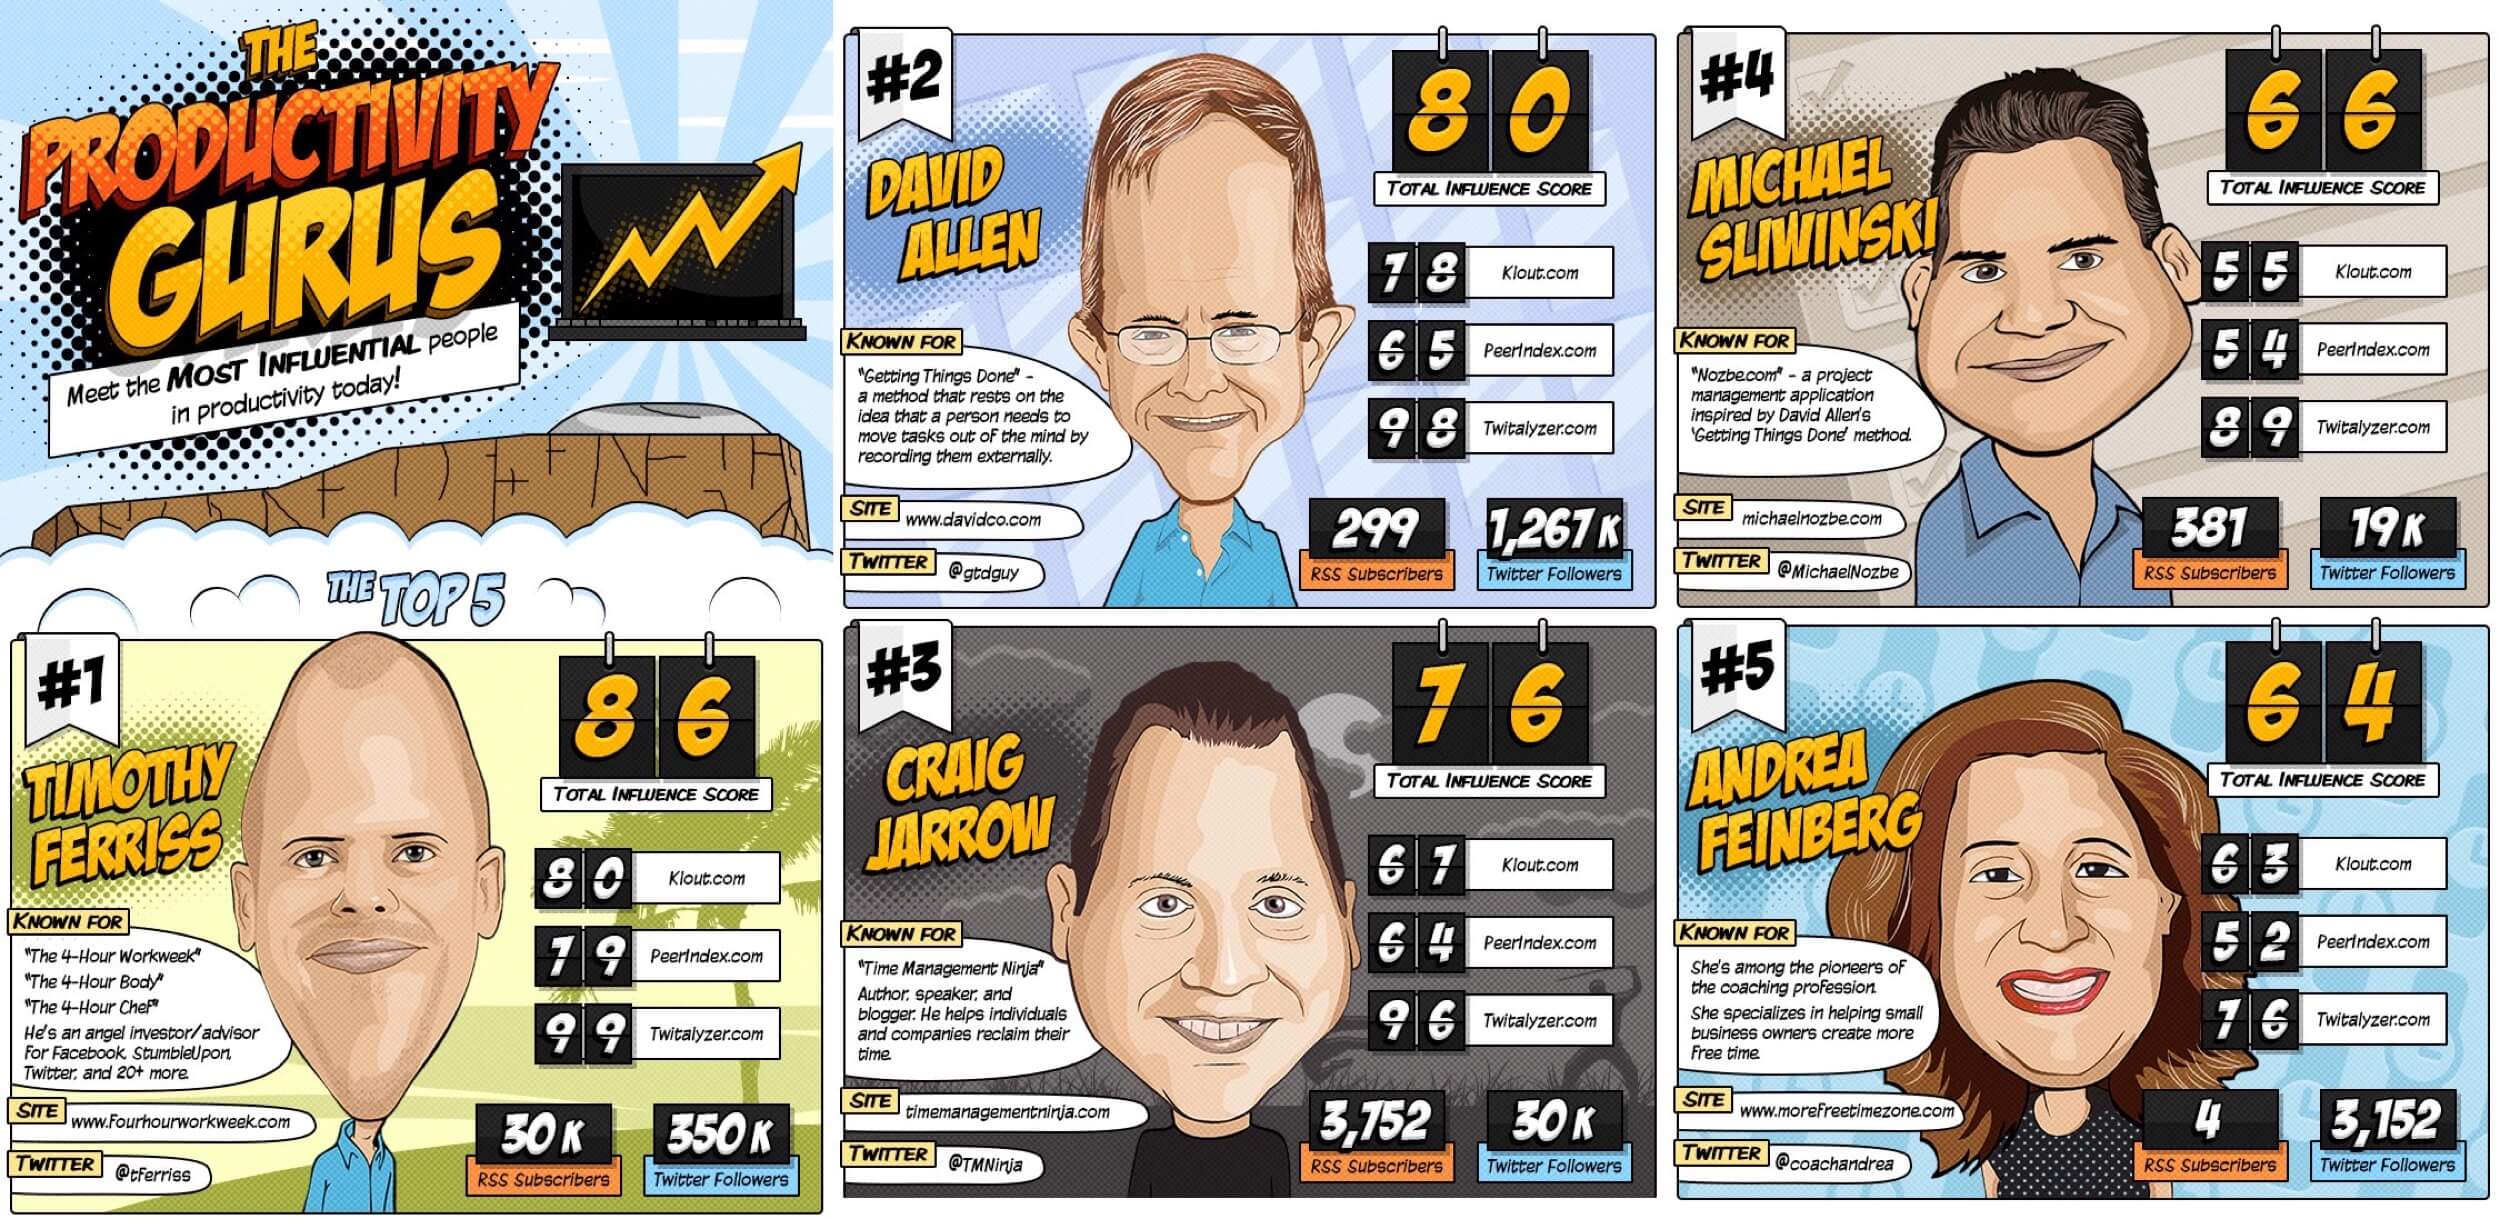 THE
PRODUCTIVITY
GURUS
Meet the MOST INFLUENTIAL people
in productivity today!
THE TOP 5
#1
TIMOTHY
FERRISS
86
TOTAL INFLUENCE SCORE
80 Klout.com
79 PeerIndex.com
99 Twitalyzer.com
KNOWN FOR
"The 4-Hour Workweek"
"The 4-Hour Body"
"The 4-Hour Chef"
He's an angel investor/advisor
for Facebook, StumbleUpon,
Twitter, and 20+ more.
SITE www.fourhourworkweek.com
TWITTER @tferriss
30K
RSS Subscribers
350K
Twitter Followers
#2
DAVID
ALLEN
80
TOTAL INFLUENCE SCORE
78 Klout.com
65 PeerIndex.com
98 Twitalyzer.com
KNOWN FOR
"Getting Things Done" -
a method that rests on the
idea that a person needs to
move tasks out of the mind by
recording them externally.
SITE www.davidco.com
TWITTER @gtdguy
299
RSS Subscribers
1,267K
Twitter Followers
#3
CRAIG
JARROW
76
TOTAL INFLUENCE SCORE
67 Klout.com
64 PeerIndex.com
96 Twitalyzer.com
KNOWN FOR
"Time Management Ninja"
Author, speaker, and
blogger. He helps individuals
and companies reclaim their
time.
SITE timemanagementninja.com
TWITTER @TMNinja
3,752
RSS Subscribers
30K
Twitter Followers
#4
MICHAEL
SLIWINSKI
66
TOTAL INFLUENCE SCORE
55 Klout.com
54 PeerIndex.com
89 Twitalyzer.com
KNOWN FOR
"Nozbe.com" - a project
management application
inspired by David Allen's
'Getting Things Done' method.
SITE michaelnozbe.com
TWITTER @MichaelNozbe
381
RSS Subscribers
19K
Twitter Followers
#5
ANDREA
FEINBERG
64
TOTAL INFLUENCE SCORE
63 Klout.com
52 PeerIndex.com
76 Twitalyzer.com
KNOWN FOR
She's among the pioneers of
the coaching profession.
She specializes in helping small
business owners create more
free time.
SITE www.morefreetimezone.com
TWITTER @coachandrea
4
RSS Subscribers
3,152
Twitter Followers